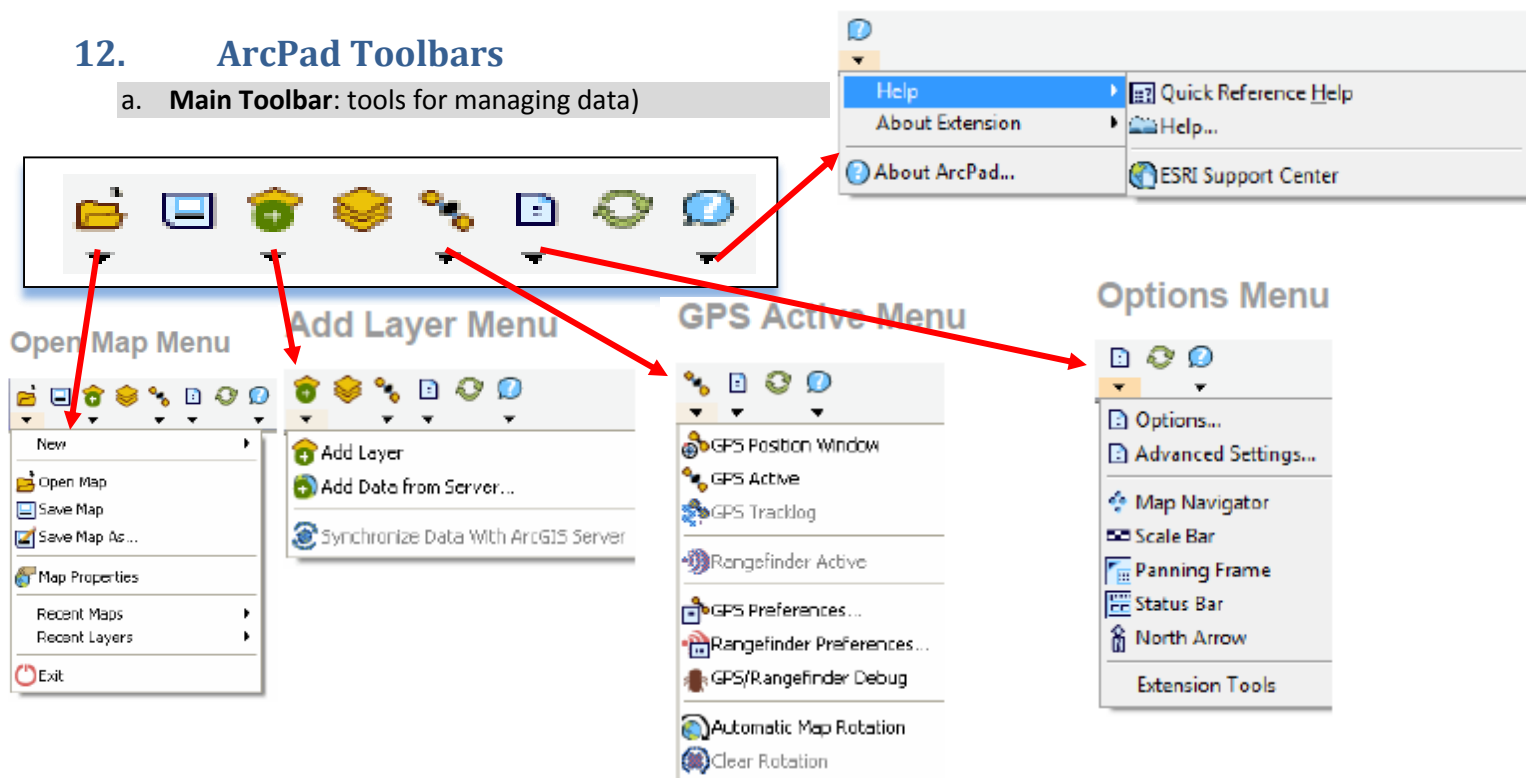 12. ArcPad Toolbars
a. Main Toolbar: tools for managing data)
Help
About Extension
About ArcPad...
Quick Reference Help
Help...
ESRI Support Center
Open Map Menu
New
Open Map
Save Map
Save Map As...
Map Properties
Recent Maps
Recent Layers
Exit
Add Layer Menu
Add Layer
Add Data from Server...
Synchronize Data With ArcGIS Server
GPS Active Menu
GPS Position Window
GPS Active
GPS Tracklog
Rangefinder Active
GPS Preferences...
Rangefinder Preferences...
GPS/Rangefinder Debug
Automatic Map Rotation
Clear Rotation
Options Menu
Options...
Advanced Settings...
Map Navigator
Scale Bar
Panning Frame
Status Bar
North Arrow
Extension Tools